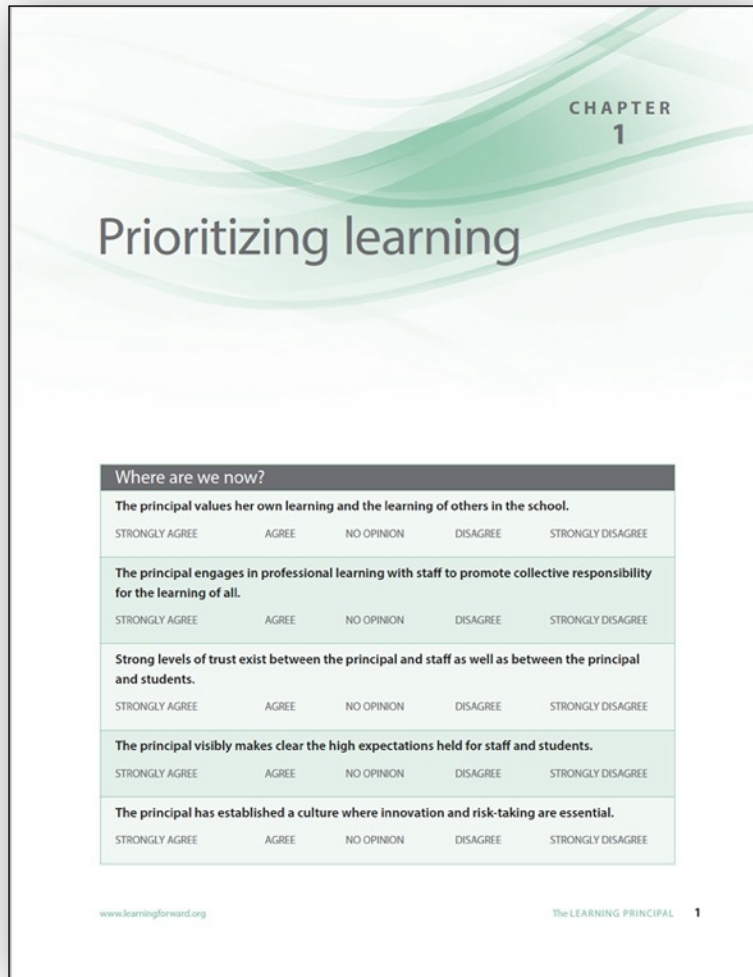 CHAPTER
1
Prioritizing learning
Where are we now?
The principal values her own learning and the learning of others in the school.
STRONGLY AGREE AGREE NO OPINION DISAGREE STRONGLY DISAGREE
The principal engages in professional learning with staff to promote collective responsibility
for the learning of all.
STRONGLY AGREE AGREE NO OPINION DISAGREE STRONGLY DISAGREE
Strong levels of trust exist between the principal and staff as well as between the principal
and students.
STRONGLY AGREE AGREE NO OPINION DISAGREE STRONGLY DISAGREE
The principal visibly makes clear the high expectations held for staff and students.
STRONGLY AGREE AGREE NO OPINION DISAGREE STRONGLY DISAGREE
The principal has established a culture where innovation and risk-taking are essential.
STRONGLY AGREE AGREE NO OPINION DISAGREE STRONGLY DISAGREE
www.learningforward.org The LEARNING PRINCIPAL 1